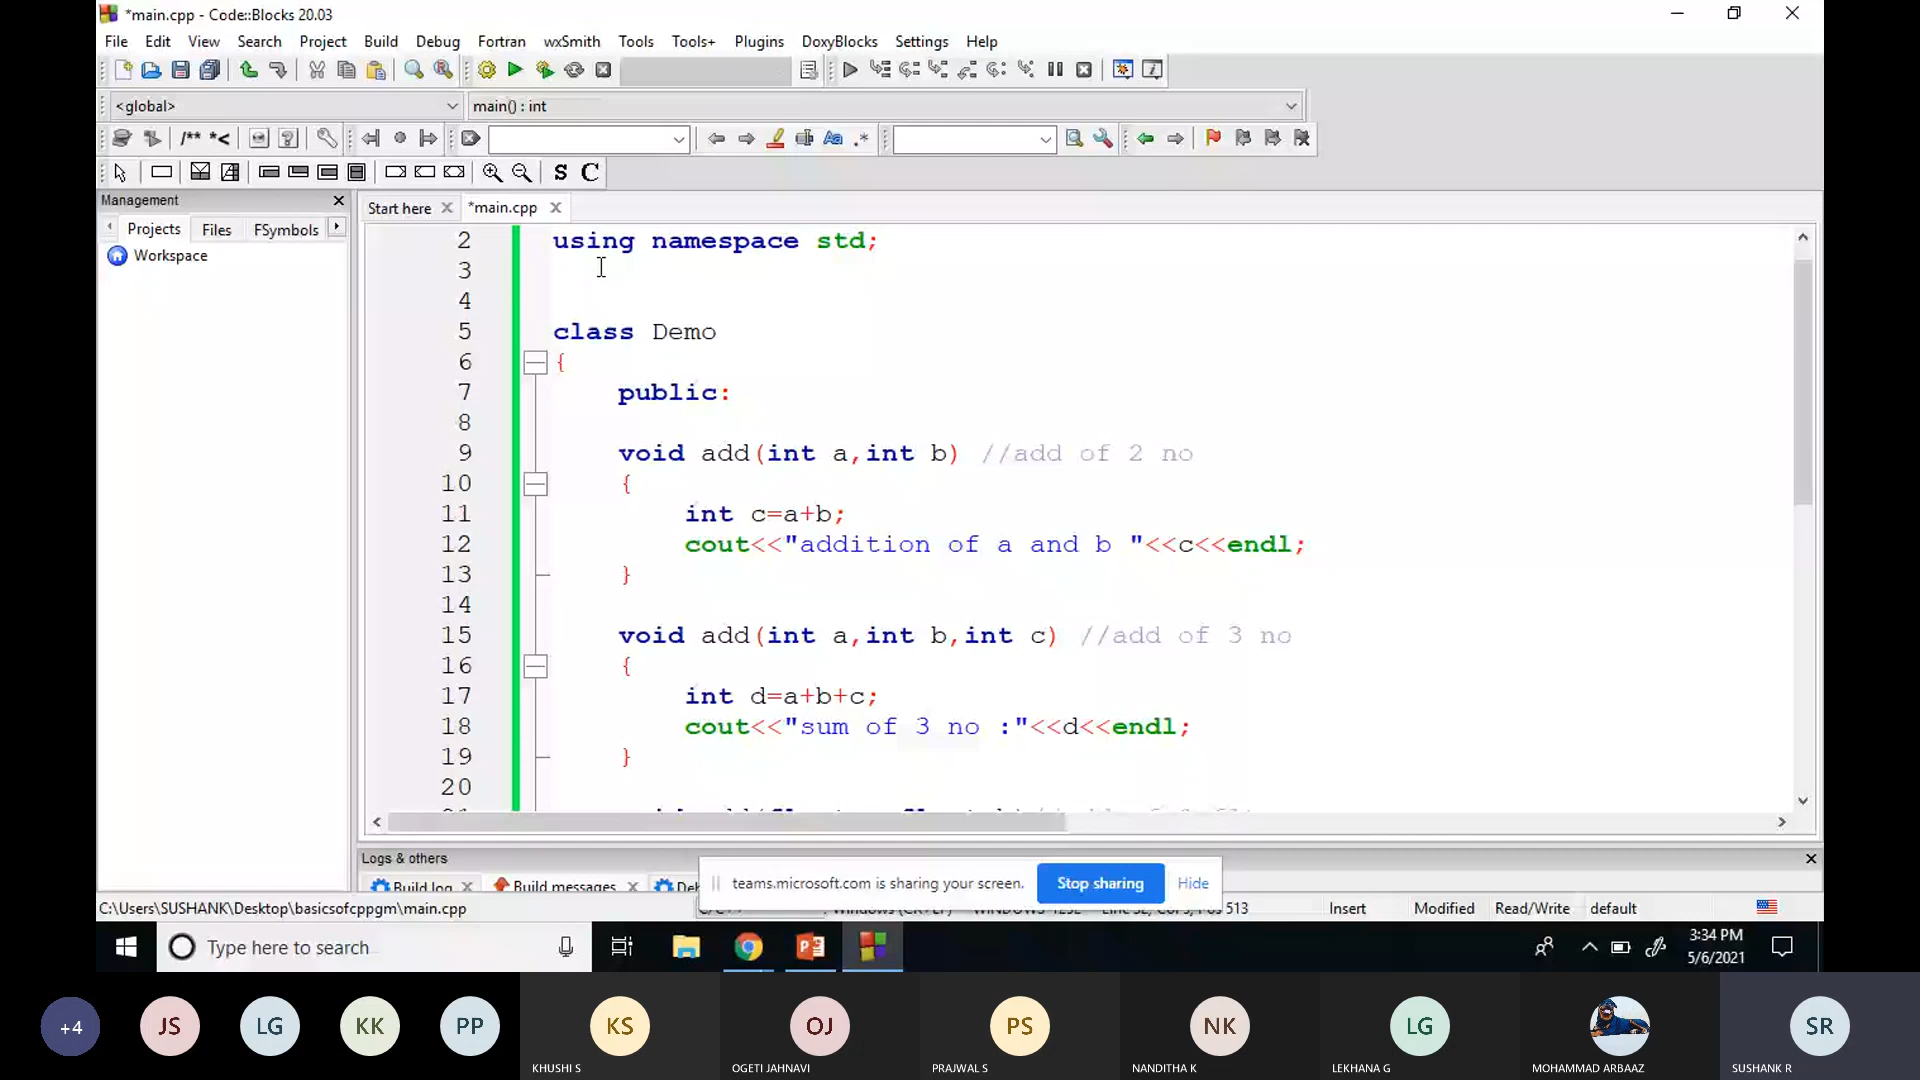 *main.cpp - Code::Blocks 20.03
File Edit View Search Project Build Debug Fortran wxSmith Tools Tools+ Plugins DoxyBlocks Settings Help
<global> main() : int
/** *<
Aa .*
S C
Management
Projects Files FSymbols
Workspace
Start here *main.cpp
2 using namespace std;
3
4
5 class Demo
6 {
7 public:
8
9 void add(int a,int b) //add of 2 no
10 {
11 int c=a+b;
12 cout<<"addition of a and b "<<c<<endl;
13 }
14
15 void add(int a,int b,int c) //add of 3 no
16 {
17 int d=a+b+c;
18 cout<<"sum of 3 no :"<<d<<endl;
19 }
20
Logs & others
Build log Build messages
teams.microsoft.com is sharing your screen. Stop sharing Hide
C:\Users\SUSHANK\Desktop\basicsofcppgm\main.cpp
513 Insert Modified Read/Write default
Type here to search
3:34 PM
5/6/2021
+4 JS LG KK PP KS OJ PS NK LG SR
KHUSHI S OGETI JAHNAVI PRAJWAL S NANDITHA K LEKHANA G MOHAMMAD ARBAAZ SUSHANK R